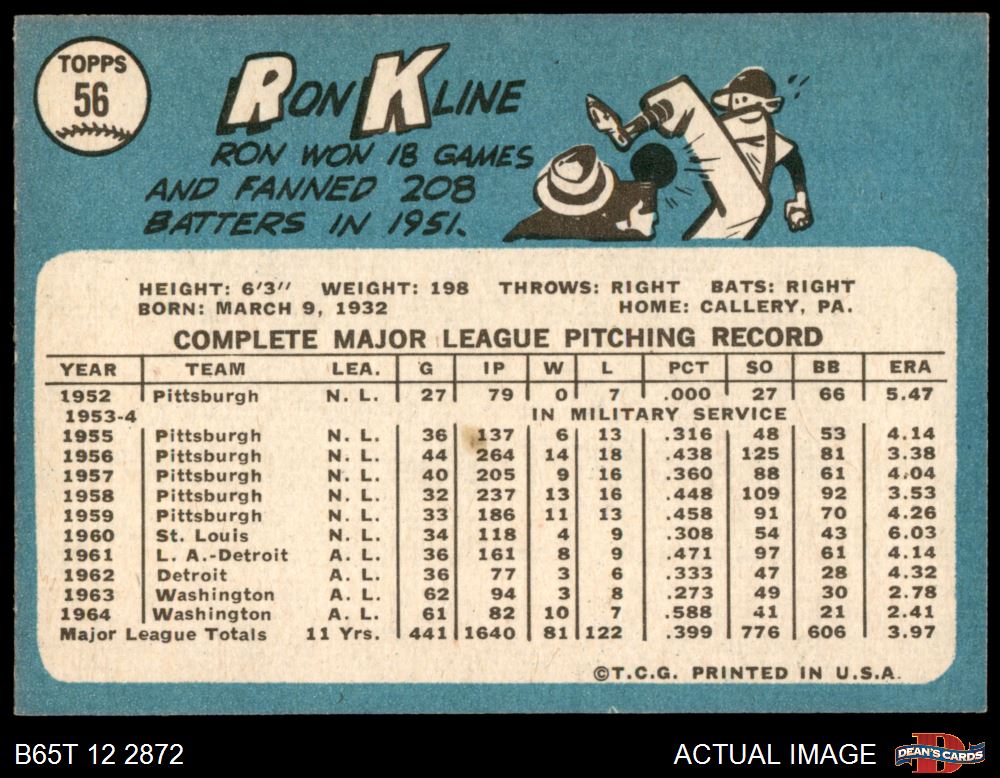 TOPPS
56
RON KLINE
RON WON 18 GAMES
AND FANNED 208
BATTERS IN 1951.
HEIGHT: 6'3" WEIGHT: 198 THROWS: RIGHT BATS: RIGHT
BORN: MARCH 9, 1932 HOME: CALLERY, PA.
COMPLETE MAJOR LEAGUE PITCHING RECORD
YEAR TEAM LEA. G IP W L PCT SO BB ERA
1952 Pittsburgh N. L. 27 79 0 7 .000 27 66 5.47
1953-4 IN MILITARY SERVICE
1955 Pittsburgh N. L. 36 137 6 13 .316 48 53 4.14
1956 Pittsburgh N. L. 44 264 14 18 .438 125 81 3.38
1957 Pittsburgh N. L. 40 205 9 16 .360 88 61 4.04
1958 Pittsburgh N. L. 32 237 13 16 .448 109 92 3.53
1959 Pittsburgh N. L. 33 186 11 13 .458 91 70 4.26
1960 St. Louis N. L. 34 118 4 9 .308 54 43 6.03
1961 L. A.-Detroit A. L. 36 161 8 9 .471 97 61 4.14
1962 Detroit A. L. 36 77 3 6 .333 47 28 4.32
1963 Washington A. L. 62 94 3 8 .273 49 30 2.78
1964 Washington A. L. 61 82 10 7 .588 41 21 2.41
Major League Totals 11 Yrs. 441 1640 81 122 .399 776 606 3.97
©T.C.G. PRINTED IN U.S.A.
B65T 12 2872 ACTUAL IMAGE DEAN'S CARDS